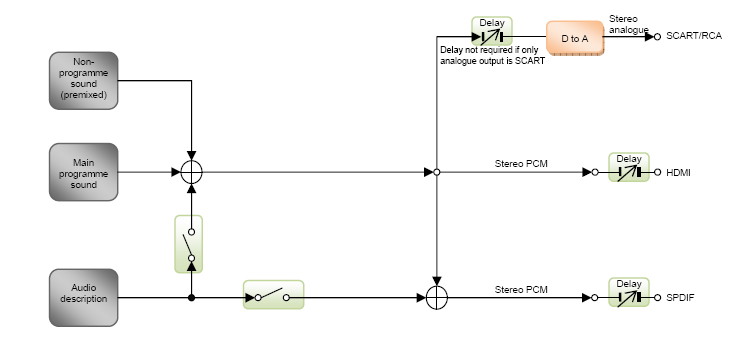 Delay
Stereo
analogue
D to A
SCART/RCA
Delay not required if only
analogue output is SCART
Non-
programme
sound
(premixed)
Main
programme
sound
Stereo PCM
Delay
HDMI
Audio
description
Stereo PCM
Delay
SPDIF